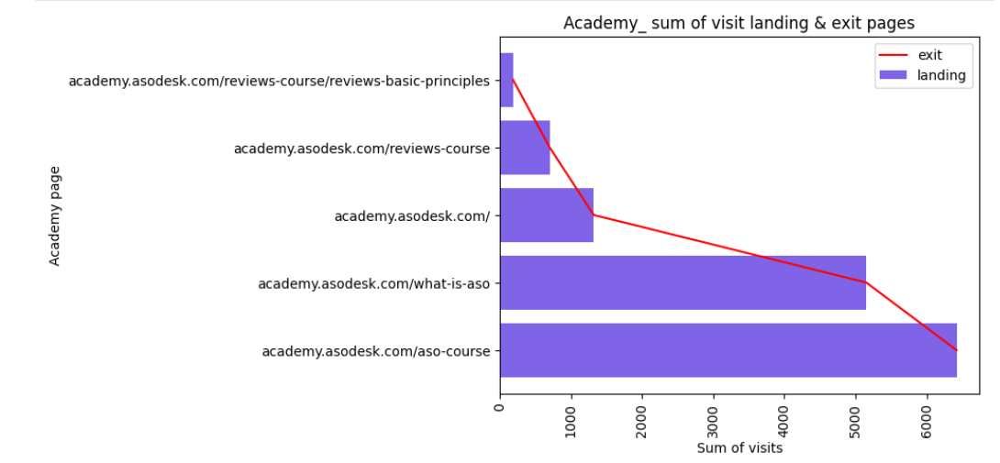 Academy_ sum of visit landing & exit pages
exit
landing
academy.asodesk.com/reviews-course/reviews-basic-principles
academy.asodesk.com/reviews-course
academy.asodesk.com/
academy.asodesk.com/what-is-aso
academy.asodesk.com/aso-course
Academy page
0
1000
2000
3000
4000
5000
6000
Sum of visits